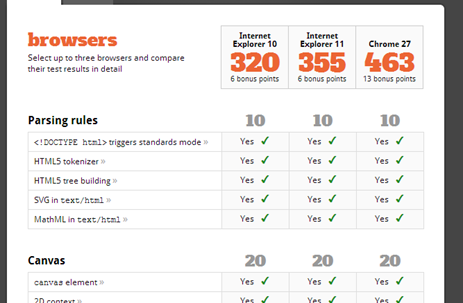 browsers
Select up to three browsers and compare
their test results in detail
Internet Explorer 10
320
6 bonus points
Internet Explorer 11
355
6 bonus points
Chrome 27
463
13 bonus points
Parsing rules 10 10 10
<!DOCTYPE html> triggers standards mode » Yes ✓ Yes ✓ Yes ✓
HTML5 tokenizer » Yes ✓ Yes ✓ Yes ✓
HTML5 tree building » Yes ✓ Yes ✓ Yes ✓
SVG in text/html » Yes ✓ Yes ✓ Yes ✓
MathML in text/html » Yes ✓ Yes ✓ Yes ✓
Canvas 20 20 20
canvas element » Yes ✓ Yes ✓ Yes ✓
2D context » Yes ✓ Yes ✓ Yes ✓